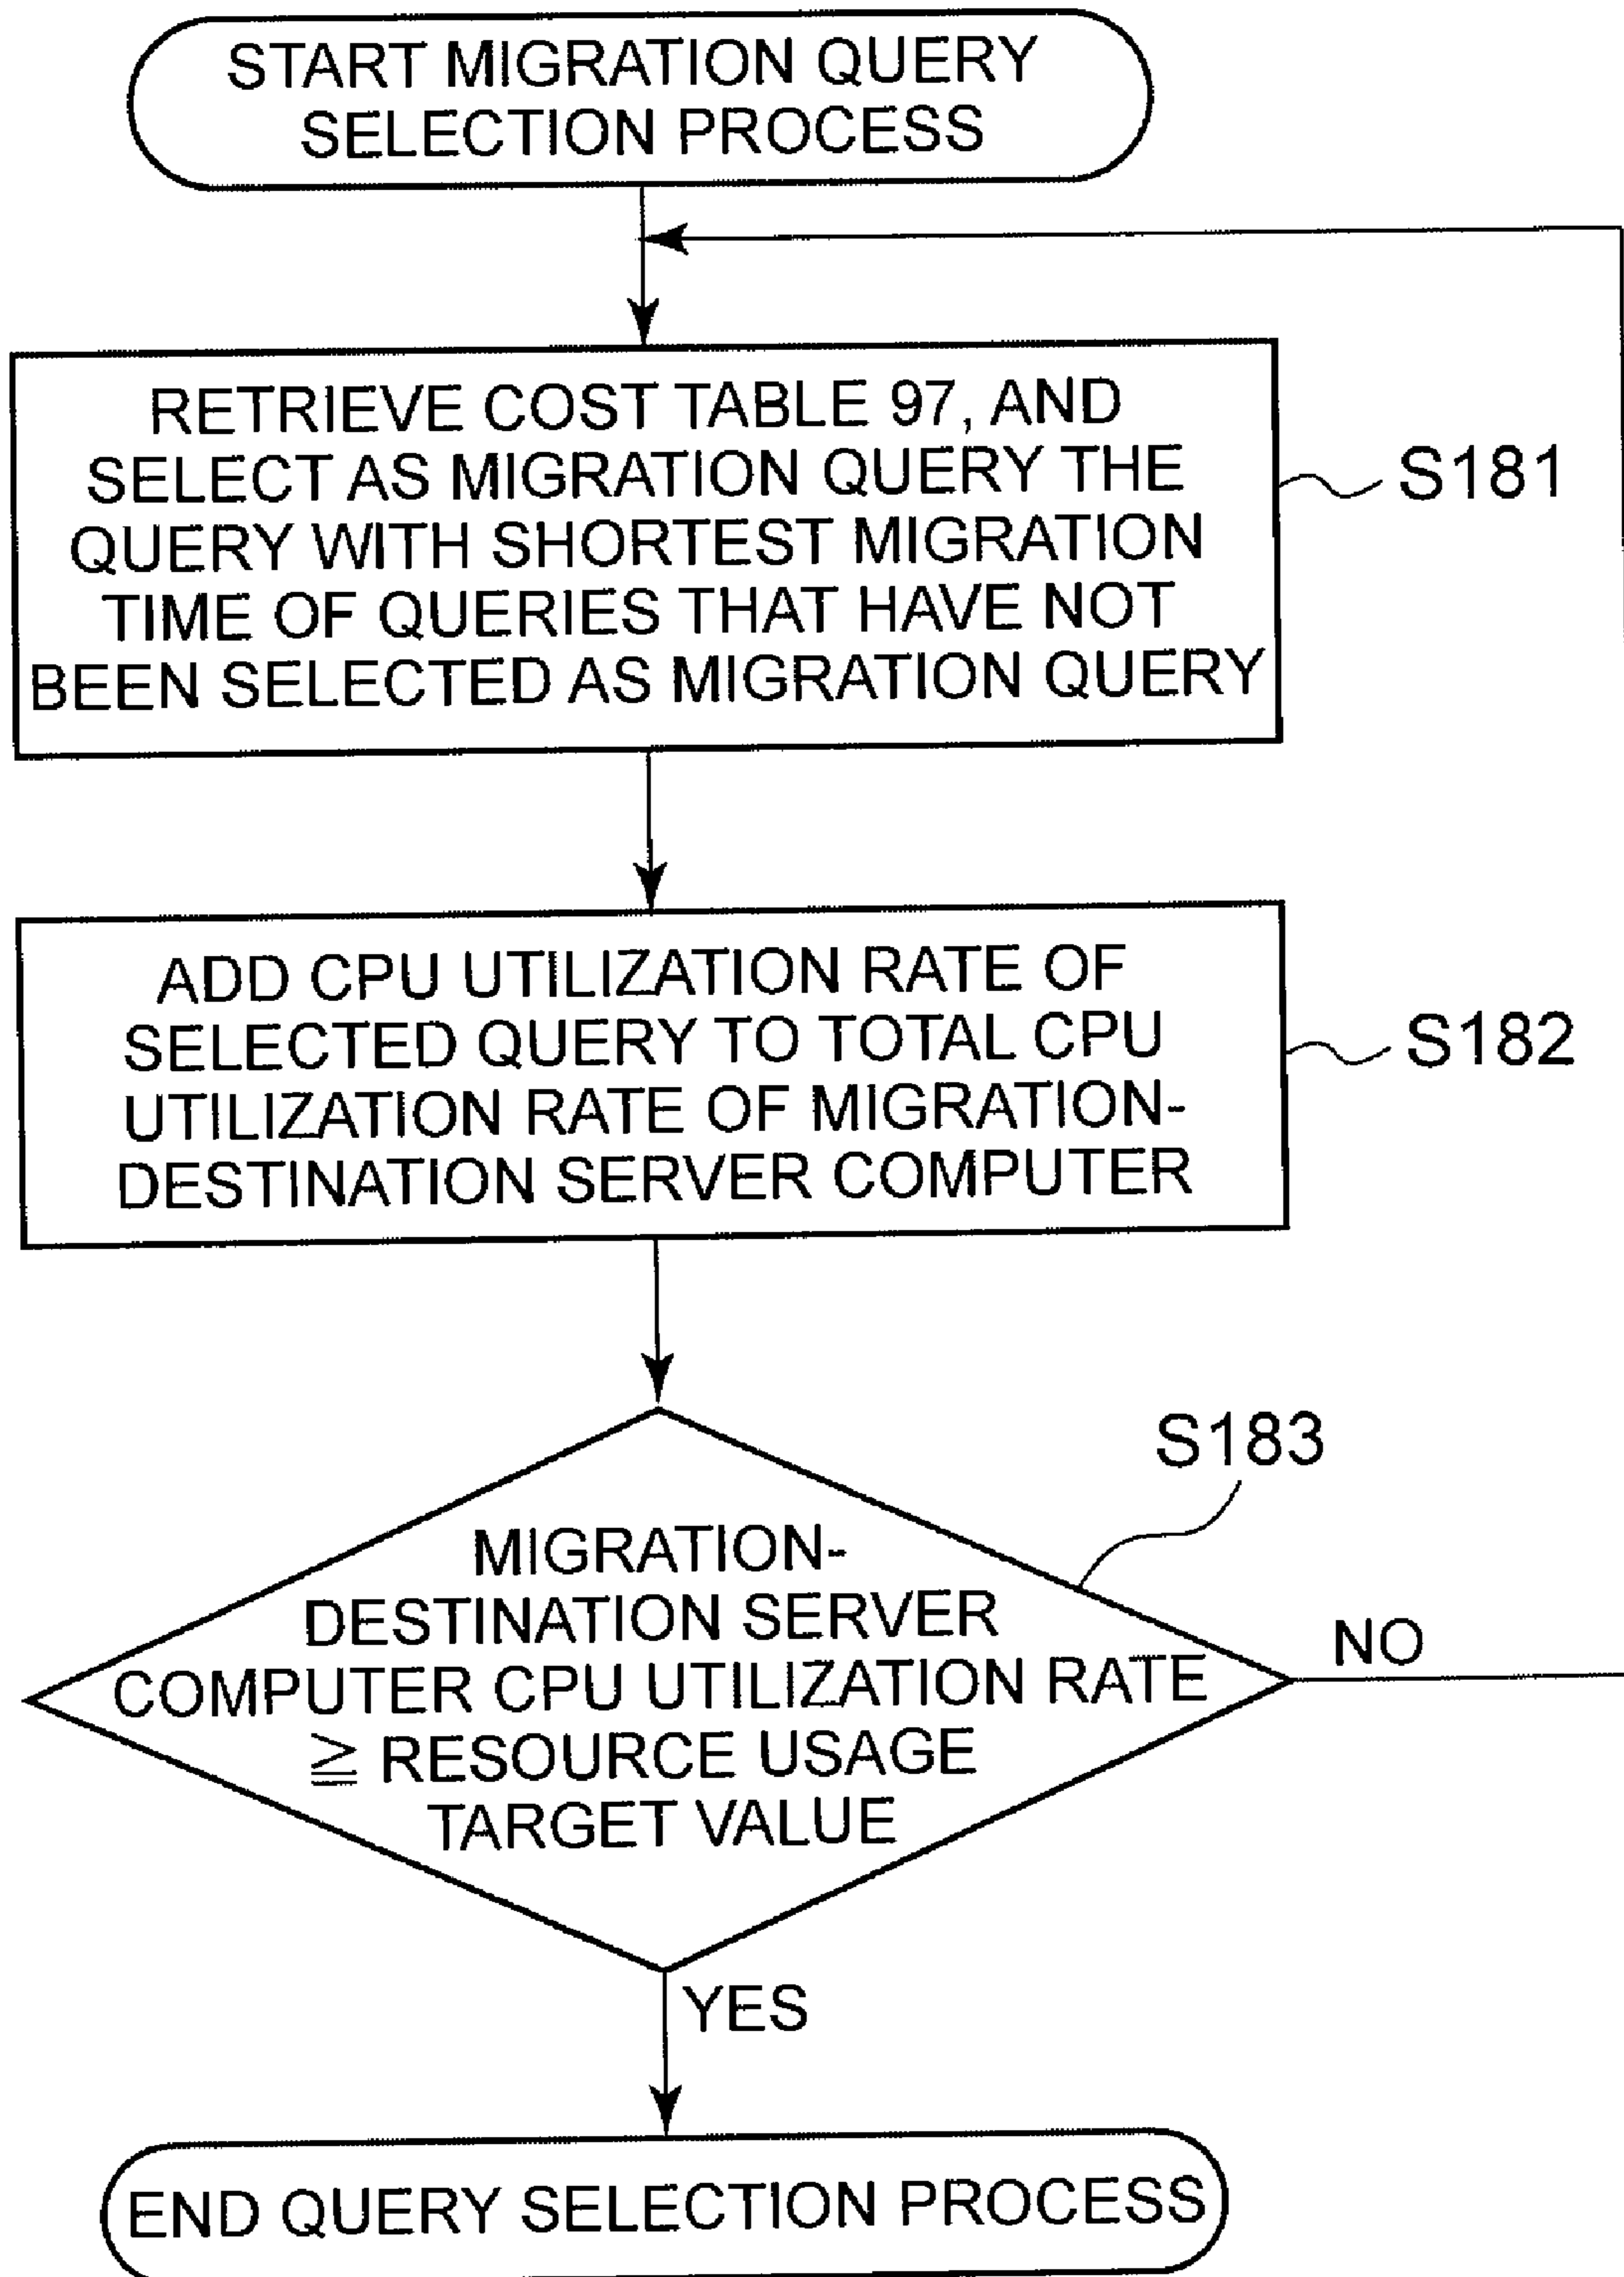 START MIGRATION QUERY
SELECTION PROCESS
RETRIEVE COST TABLE 97, AND
SELECT AS MIGRATION QUERY THE
QUERY WITH SHORTEST MIGRATION
TIME OF QUERIES THAT HAVE NOT
BEEN SELECTED AS MIGRATION QUERY
S181
ADD CPU UTILIZATION RATE OF
SELECTED QUERY TO TOTAL CPU
UTILIZATION RATE OF MIGRATION-
DESTINATION SERVER COMPUTER
S182
S183
MIGRATION-
DESTINATION SERVER
COMPUTER CPU UTILIZATION RATE
≧ RESOURCE USAGE
TARGET VALUE
NO
YES
END QUERY SELECTION PROCESS